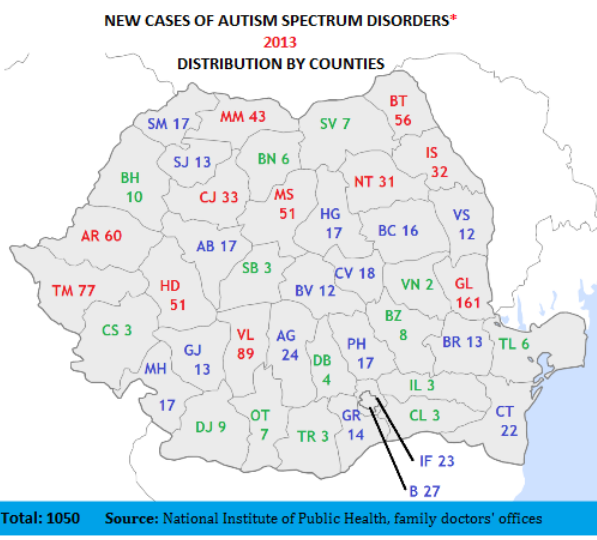 NEW CASES OF AUTISM SPECTRUM DISORDERS*
2013
DISTRIBUTION BY COUNTIES
BT
56
SM 17
MM 43
SV 7
SJ 13
BN 6
IS
32
BH
10
CJ 33
MS
51
NT 31
HG
17
VS
12
AR 60
AB 17
BC 16
SB 3
CV 18
TM 77
HD
51
BV 12
VN 2
GL
161
CS 3
GJ
13
VL
89
AG
24
DB
4
PH
17
BZ
8
BR 13
TL 6
MH
17
IL 3
DJ 9
OT
7
TR 3
GR
14
CL 3
CT
22
IF 23
B 27
Total: 1050 Source: National Institute of Public Health, family doctors' offices